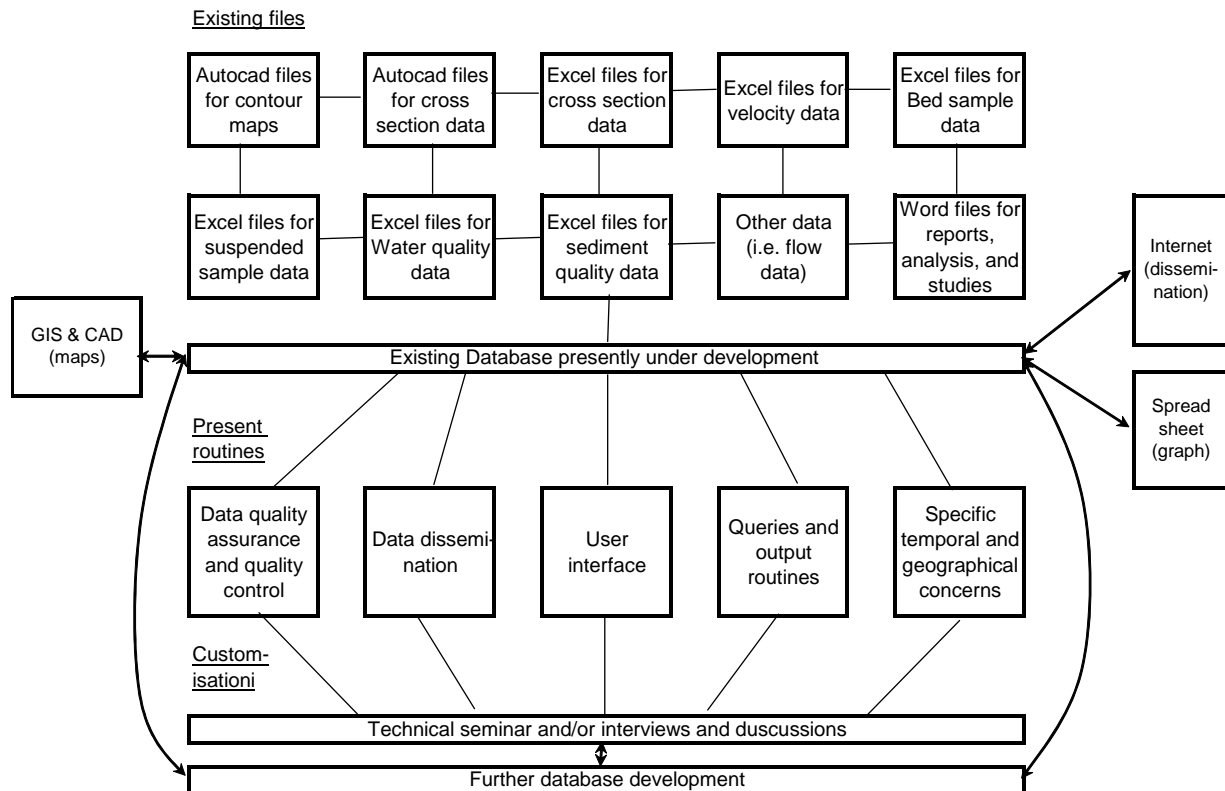 Existing files
Autocad files
for contour
maps
Autocad files
for cross
section data
Excel files for
cross section
data
Excel files for
velocity data
Excel files for
Bed sample
data
Excel files for
suspended
sample data
Excel files for
Water quality
data
Excel files for
sediment
quality data
Other data
(i.e. flow
data)
Word files for
reports,
analysis, and
studies
Internet
(dissemi-
nation)
GIS & CAD
(maps)
Existing Database presently under development
Spread
sheet
(graph)
Present
routines
Data quality
assurance
and quality
control
Data dissemi-
nation
User
interface
Queries and
output
routines
Specific
temporal and
geographical
concerns
Custom-
isationi
Technical seminar and/or interviews and duscussions
Further database development